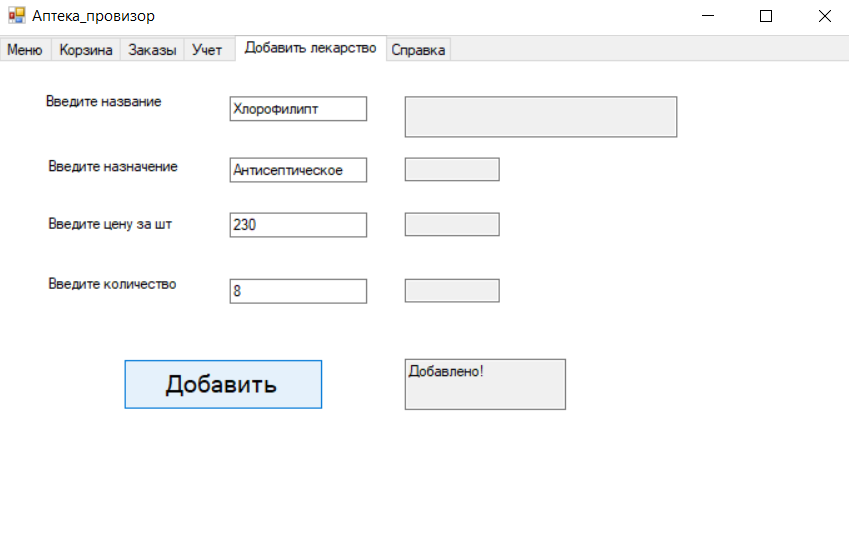 Аптека_провизор
Меню Корзина Заказы Учет Добавить лекарство Справка
Введите название Хлорофилипт
Введите назначение Антисептическое
Введите цену за шт 230
Введите количество 8
Добавить Добавлено!